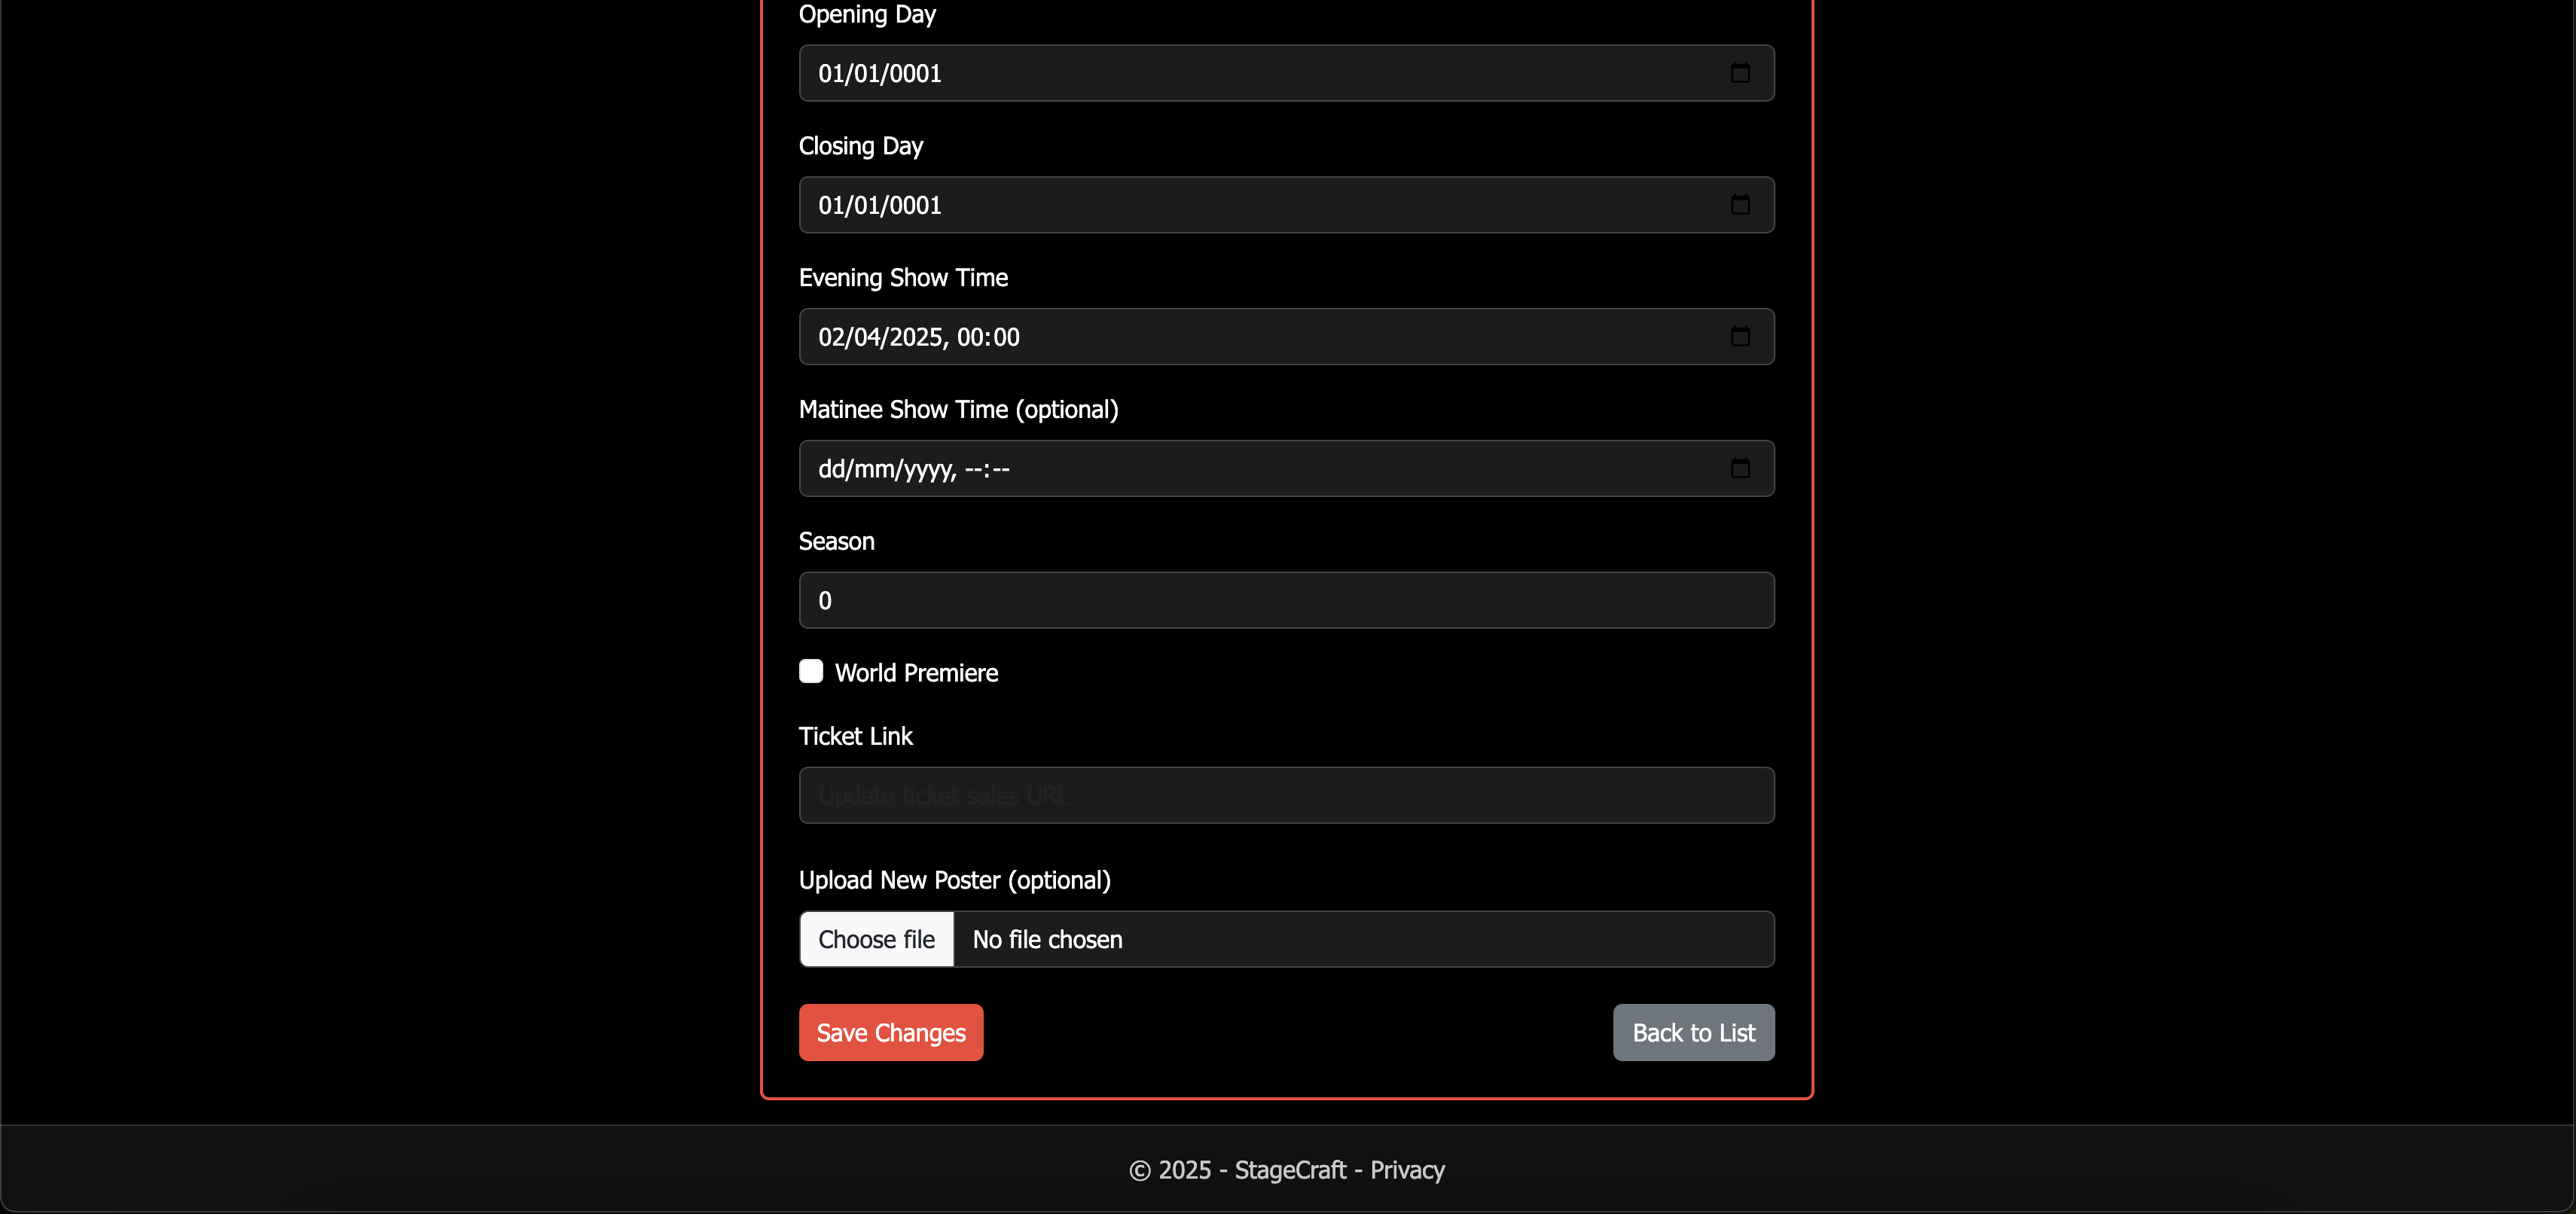 Opening Day
01/01/0001
Closing Day
01/01/0001
Evening Show Time
02/04/2025, 00:00
Matinee Show Time (optional)
dd/mm/yyyy, --:--
Season
0
World Premiere
Ticket Link
Update ticket sales URL
Upload New Poster (optional)
Choose file No file chosen
Save Changes Back to List
© 2025 - StageCraft - Privacy